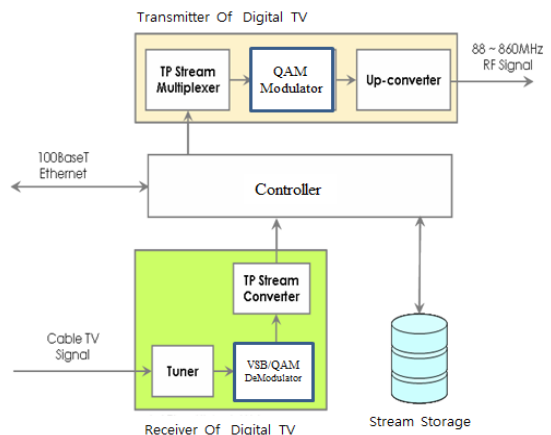 Transmitter Of Digital TV
88 ~ 860MHz
RF Signal
TP Stream
Multiplexer
QAM
Modulator
Up-converter
100BaseT
Ethernet
Controller
TP Stream
Converter
Cable TV
Signal
Tuner
VSB/QAM
DeModulator
Stream Storage
Receiver Of Digital TV